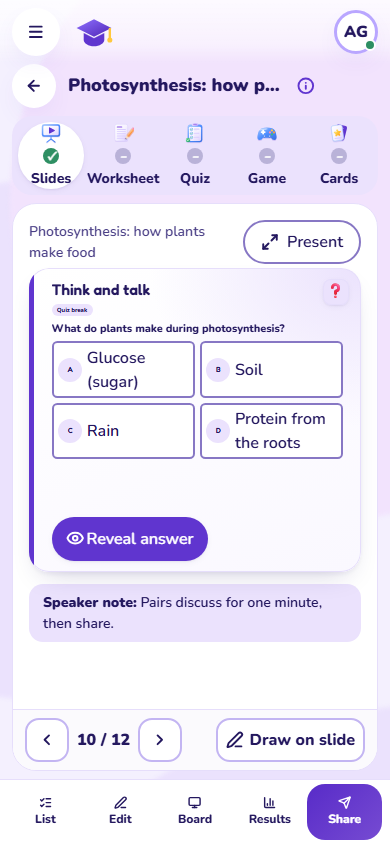 AG
Photosynthesis: how p...
Slides
Worksheet
Quiz
Game
Cards
Photosynthesis: how plants
make food
Present
Think and talk
Quiz break
What do plants make during photosynthesis?
A
Glucose
(sugar)
B
Soil
C
Rain
D
Protein from
the roots
Reveal answer
Speaker note: Pairs discuss for one minute,
then share.
10 / 12
Draw on slide
List
Edit
Board
Results
Share